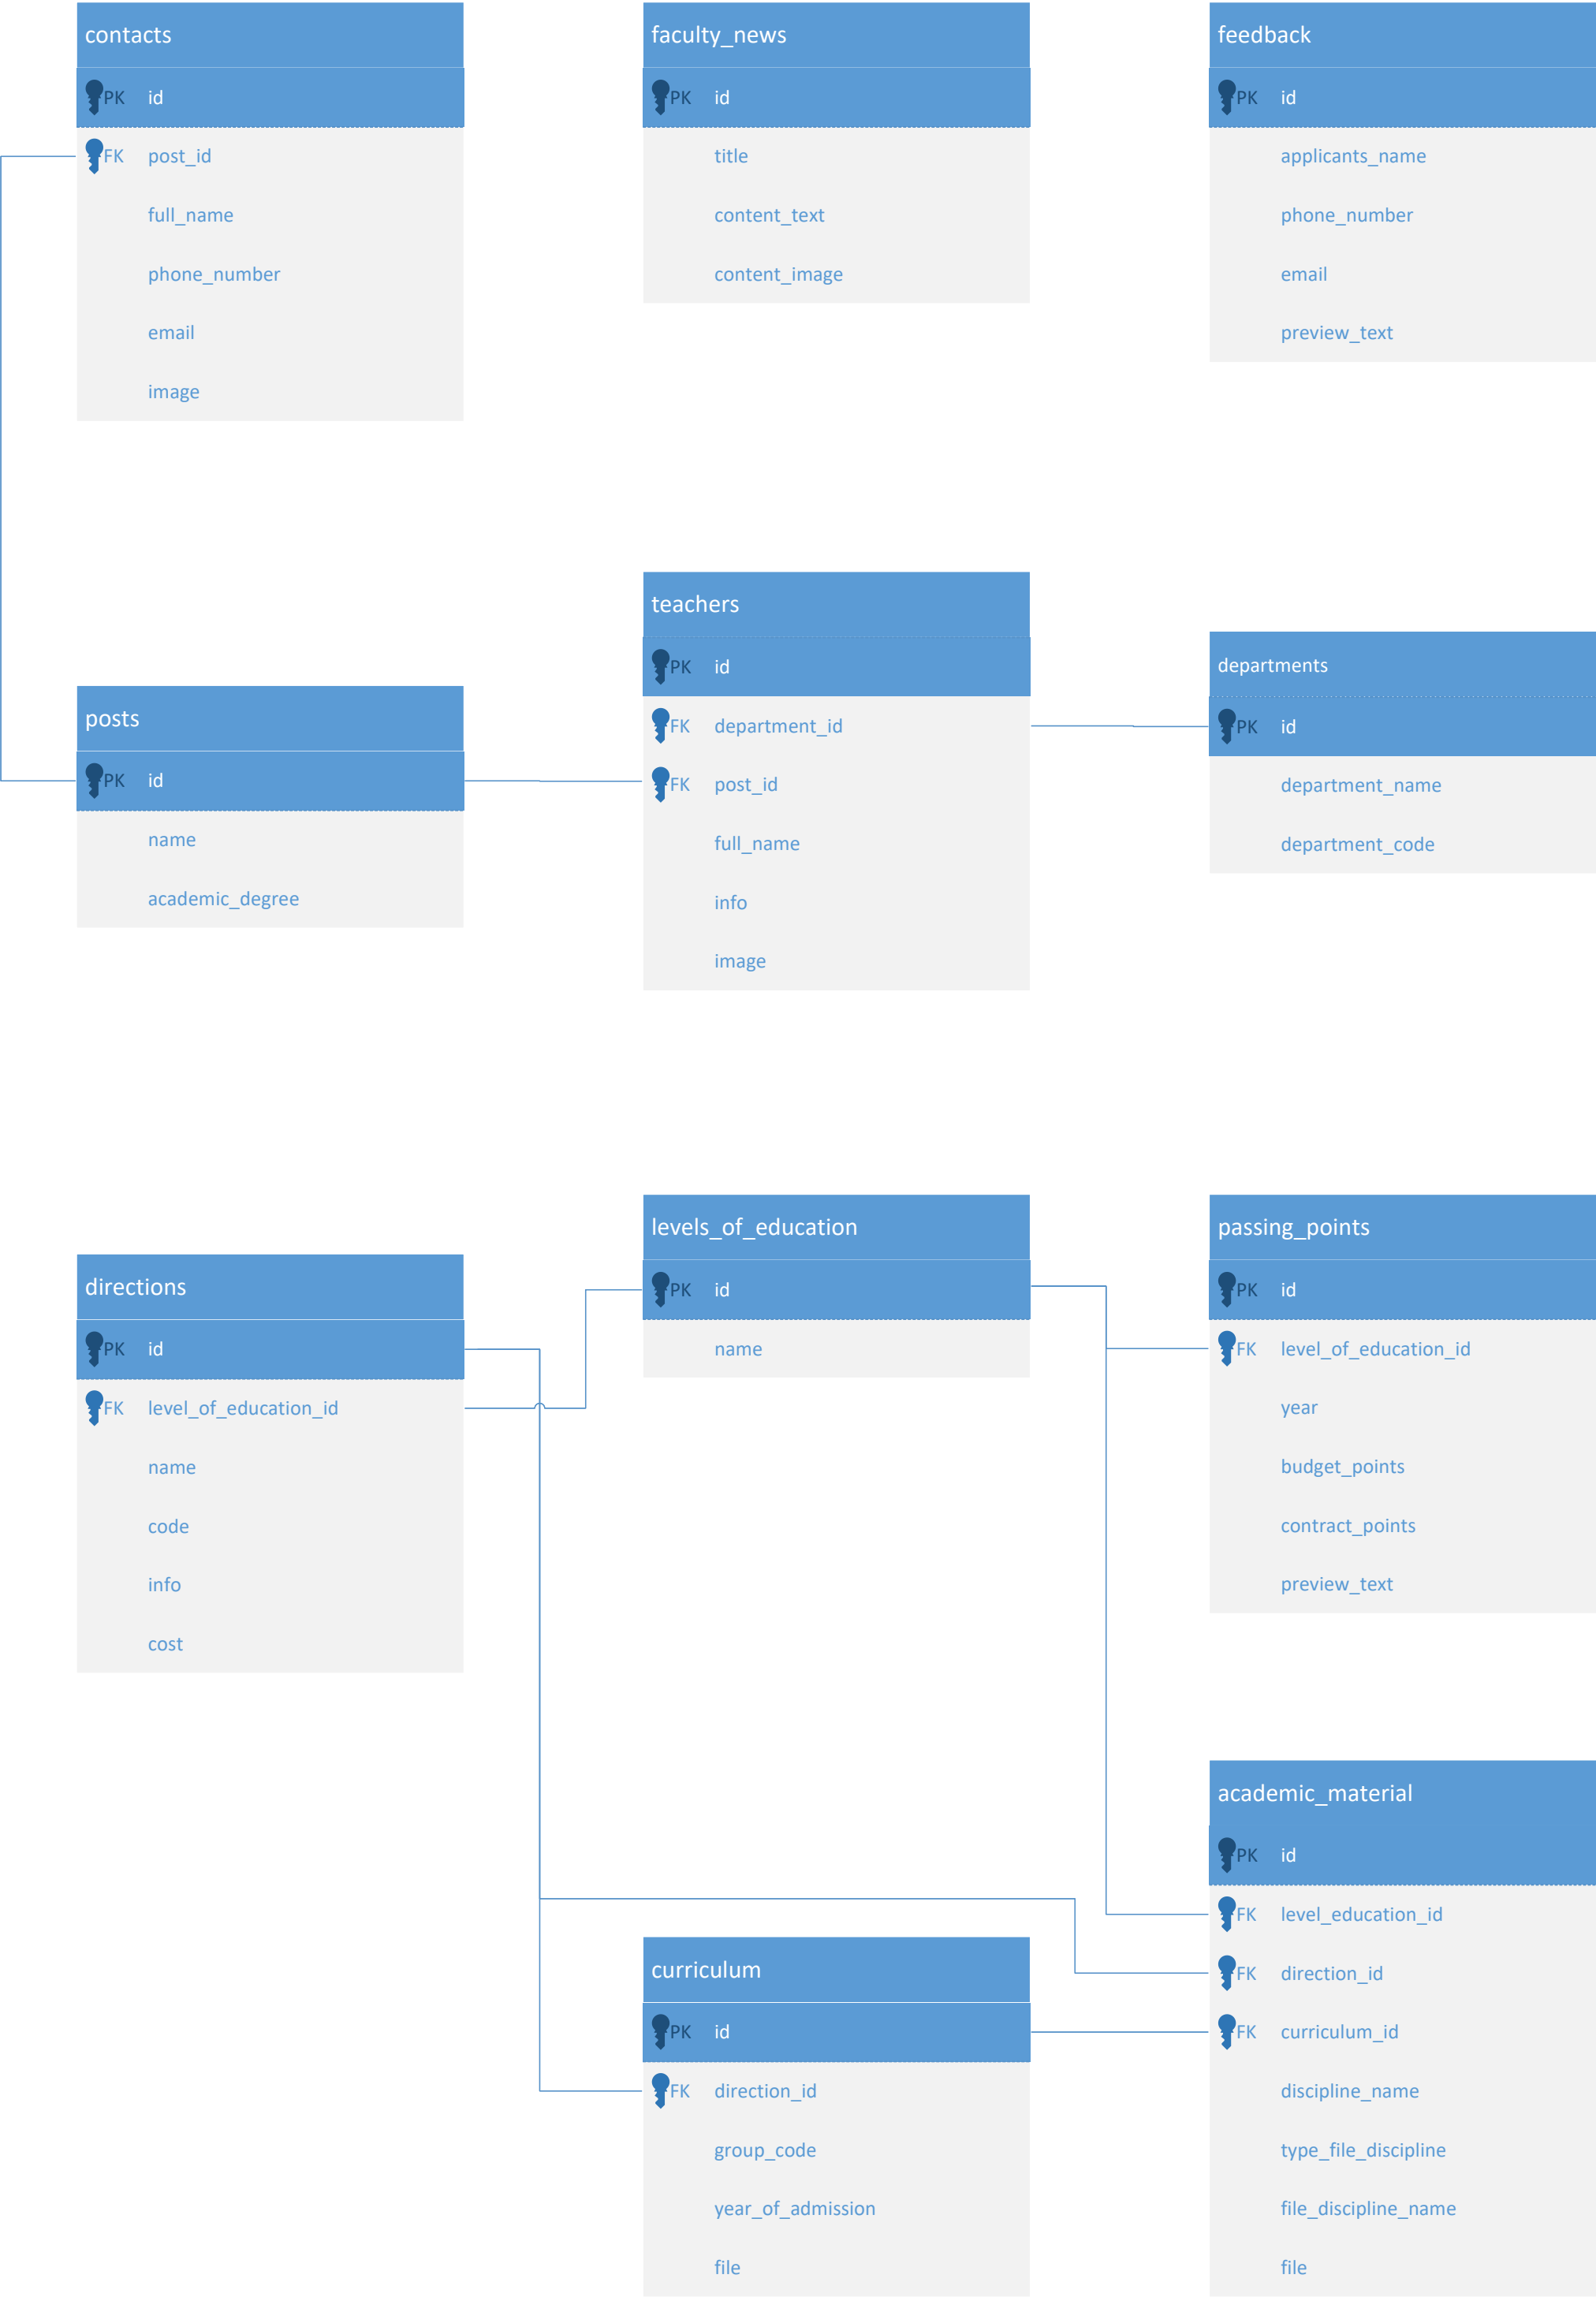 contacts
PK id
FK post_id
full_name
phone_number
email
image
faculty_news
PK id
title
content_text
content_image
feedback
PK id
applicants_name
phone_number
email
preview_text
posts
PK id
name
academic_degree
teachers
PK id
FK department_id
FK post_id
full_name
info
image
departments
PK id
department_name
department_code
directions
PK id
FK level_of_education_id
name
code
info
cost
levels_of_education
PK id
name
passing_points
PK id
FK level_of_education_id
year
budget_points
contract_points
preview_text
curriculum
PK id
FK direction_id
group_code
year_of_admission
file
academic_material
PK id
FK level_education_id
FK direction_id
FK curriculum_id
discipline_name
type_file_discipline
file_discipline_name
file